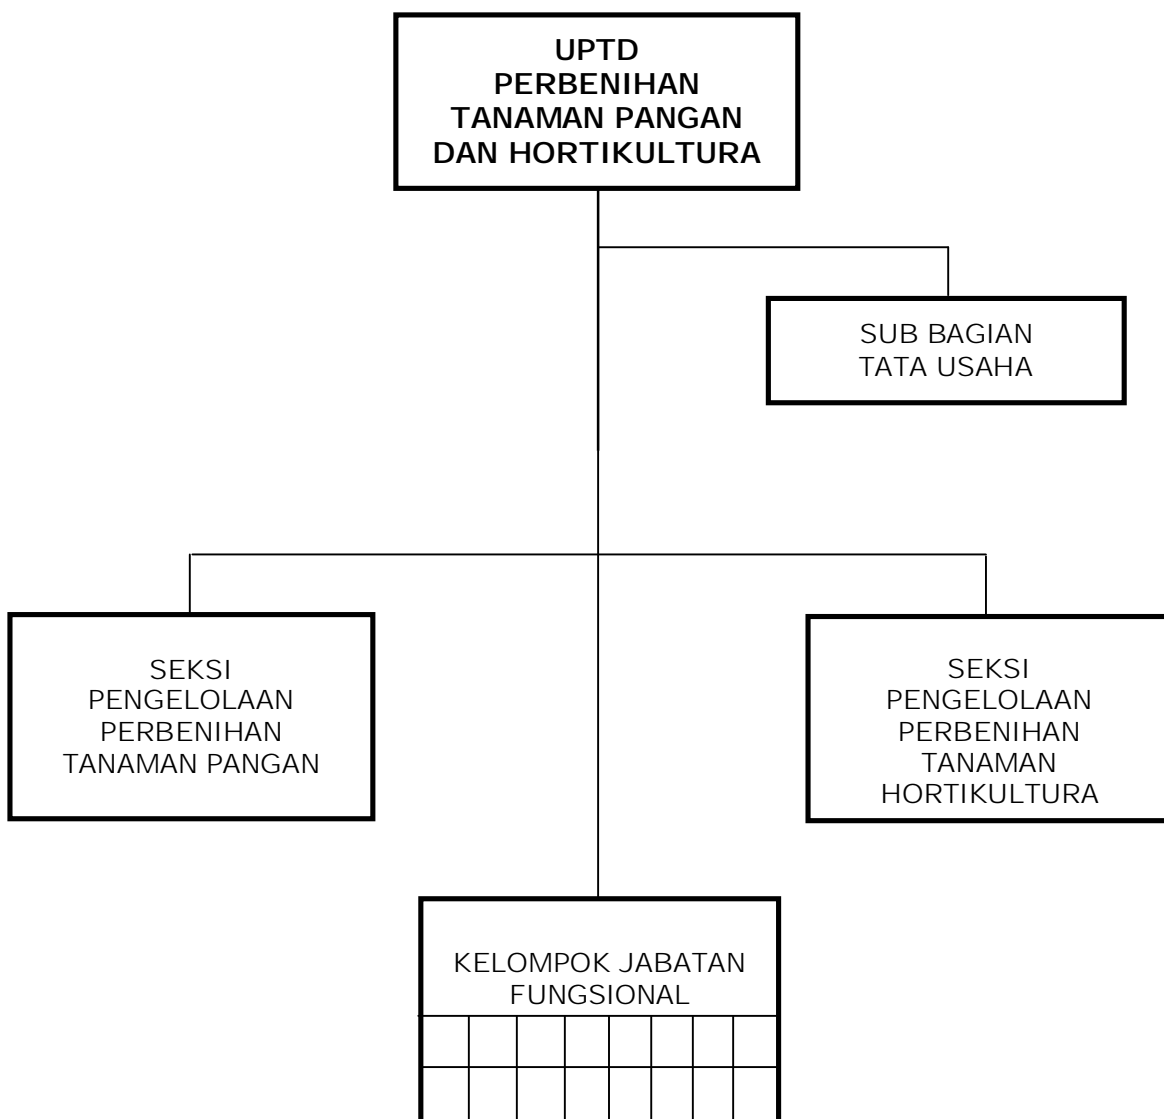 UPTD
PERBENIHAN
TANAMAN PANGAN
DAN HORTIKULTURA
SUB BAGIAN
TATA USAHA
SEKSI
PENGELOLAAN
PERBENIHAN
TANAMAN PANGAN
SEKSI
PENGELOLAAN
PERBENIHAN
TANAMAN
HORTIKULTURA
KELOMPOK JABATAN
FUNGSIONAL